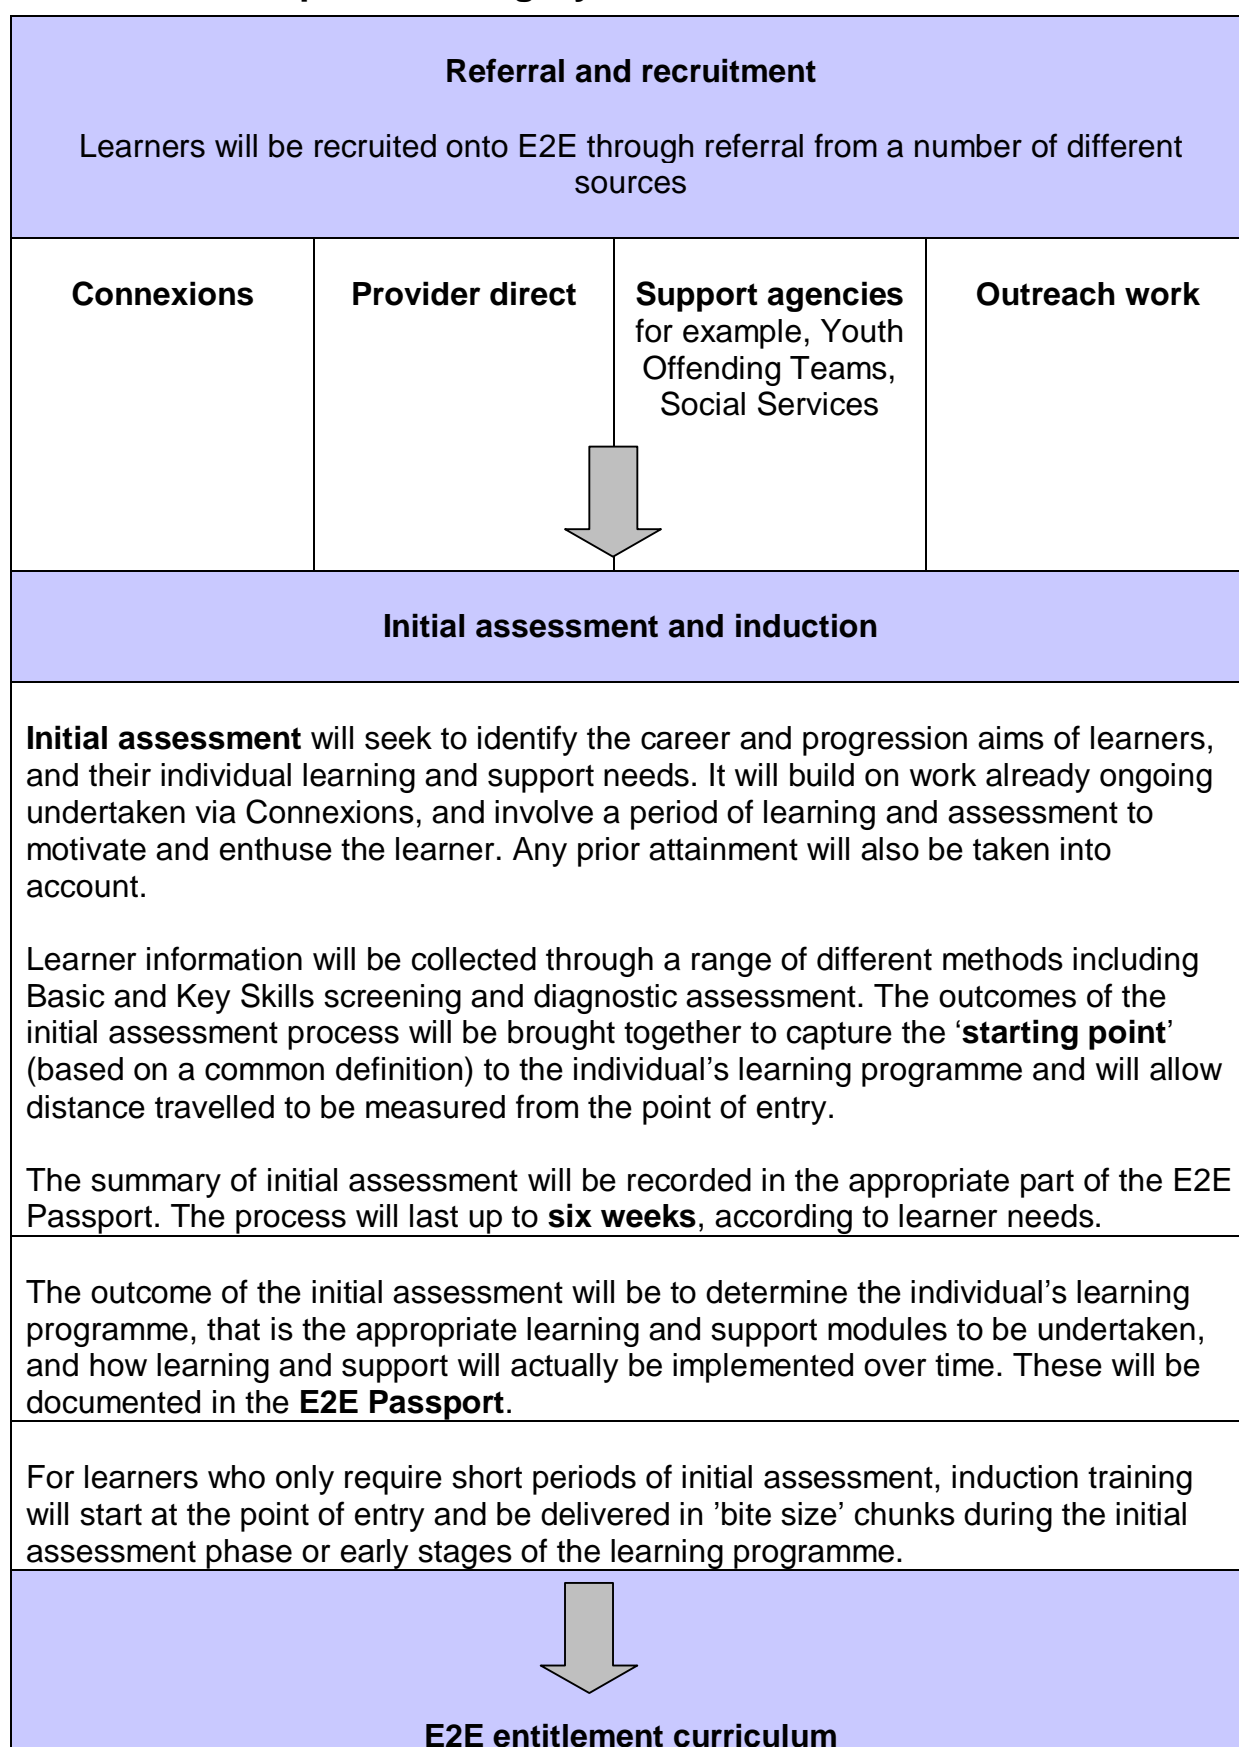 Referral and recruitment
Learners will be recruited onto E2E through referral from a number of different
sources
Connexions
Provider direct
Support agencies
for example, Youth
Offending Teams,
Social Services
Outreach work
Initial assessment and induction
Initial assessment will seek to identify the career and progression aims of learners,
and their individual learning and support needs. It will build on work already ongoing
undertaken via Connexions, and involve a period of learning and assessment to
motivate and enthuse the learner. Any prior attainment will also be taken into
account.
Learner information will be collected through a range of different methods including
Basic and Key Skills screening and diagnostic assessment. The outcomes of the
initial assessment process will be brought together to capture the ‘starting point’
(based on a common definition) to the individual’s learning programme and will allow
distance travelled to be measured from the point of entry.
The summary of initial assessment will be recorded in the appropriate part of the E2E
Passport. The process will last up to six weeks, according to learner needs.
The outcome of the initial assessment will be to determine the individual’s learning
programme, that is the appropriate learning and support modules to be undertaken,
and how learning and support will actually be implemented over time. These will be
documented in the E2E Passport.
For learners who only require short periods of initial assessment, induction training
will start at the point of entry and be delivered in ’bite size’ chunks during the initial
assessment phase or early stages of the learning programme.
E2E entitlement curriculum